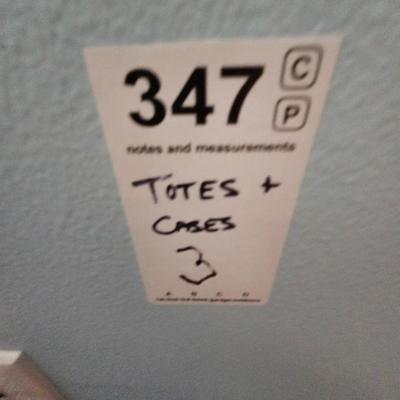 347
C
P
notes and measurements
TOTES +
CASES
3
A B C D